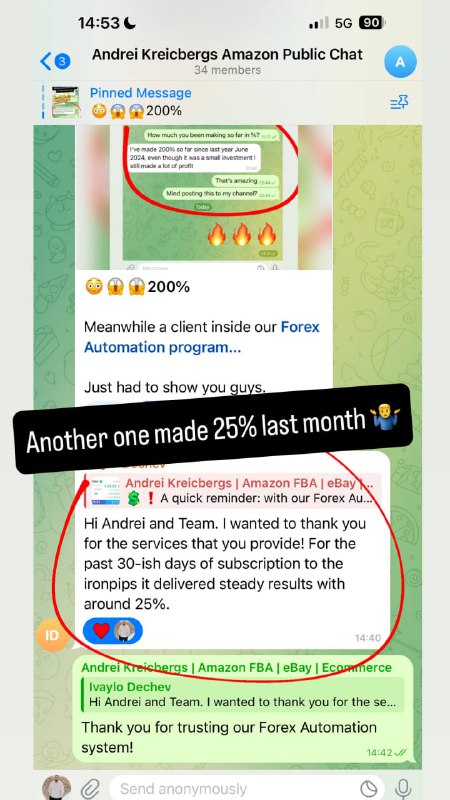 14:53
5G
90
3
Andrei Kreicbergs Amazon Public Chat
34 members
A
Pinned Message
😳😱😱200%
How much you been making so far in %?
I've made 200% so far since last year June
2024, even though it was a small investment I
still made a lot of profit
That's amazing
Mind posting this to my channel?
Today
🔥🔥🔥
Message
😳😱😱200%
Meanwhile a client inside our Forex
Automation program...
Just had to show you guys.
Another one made 25% last month 🤷‍♂️
Dechev
Andrei Kreicbergs | Amazon FBA | eBay |...
💲❗ A quick reminder: with our Forex Au...
Hi Andrei and Team. I wanted to thank you
for the services that you provide! For the
past 30-ish days of subscription to the
ironpips it delivered steady results with
around 25%.
❤️
14:40
ID
Andrei Kreicbergs | Amazon FBA | eBay | Ecommerce
Ivaylo Dechev
Hi Andrei and Team. I wanted to thank you for the se...
Thank you for trusting our Forex Automation
system!
14:42
Send anonymously